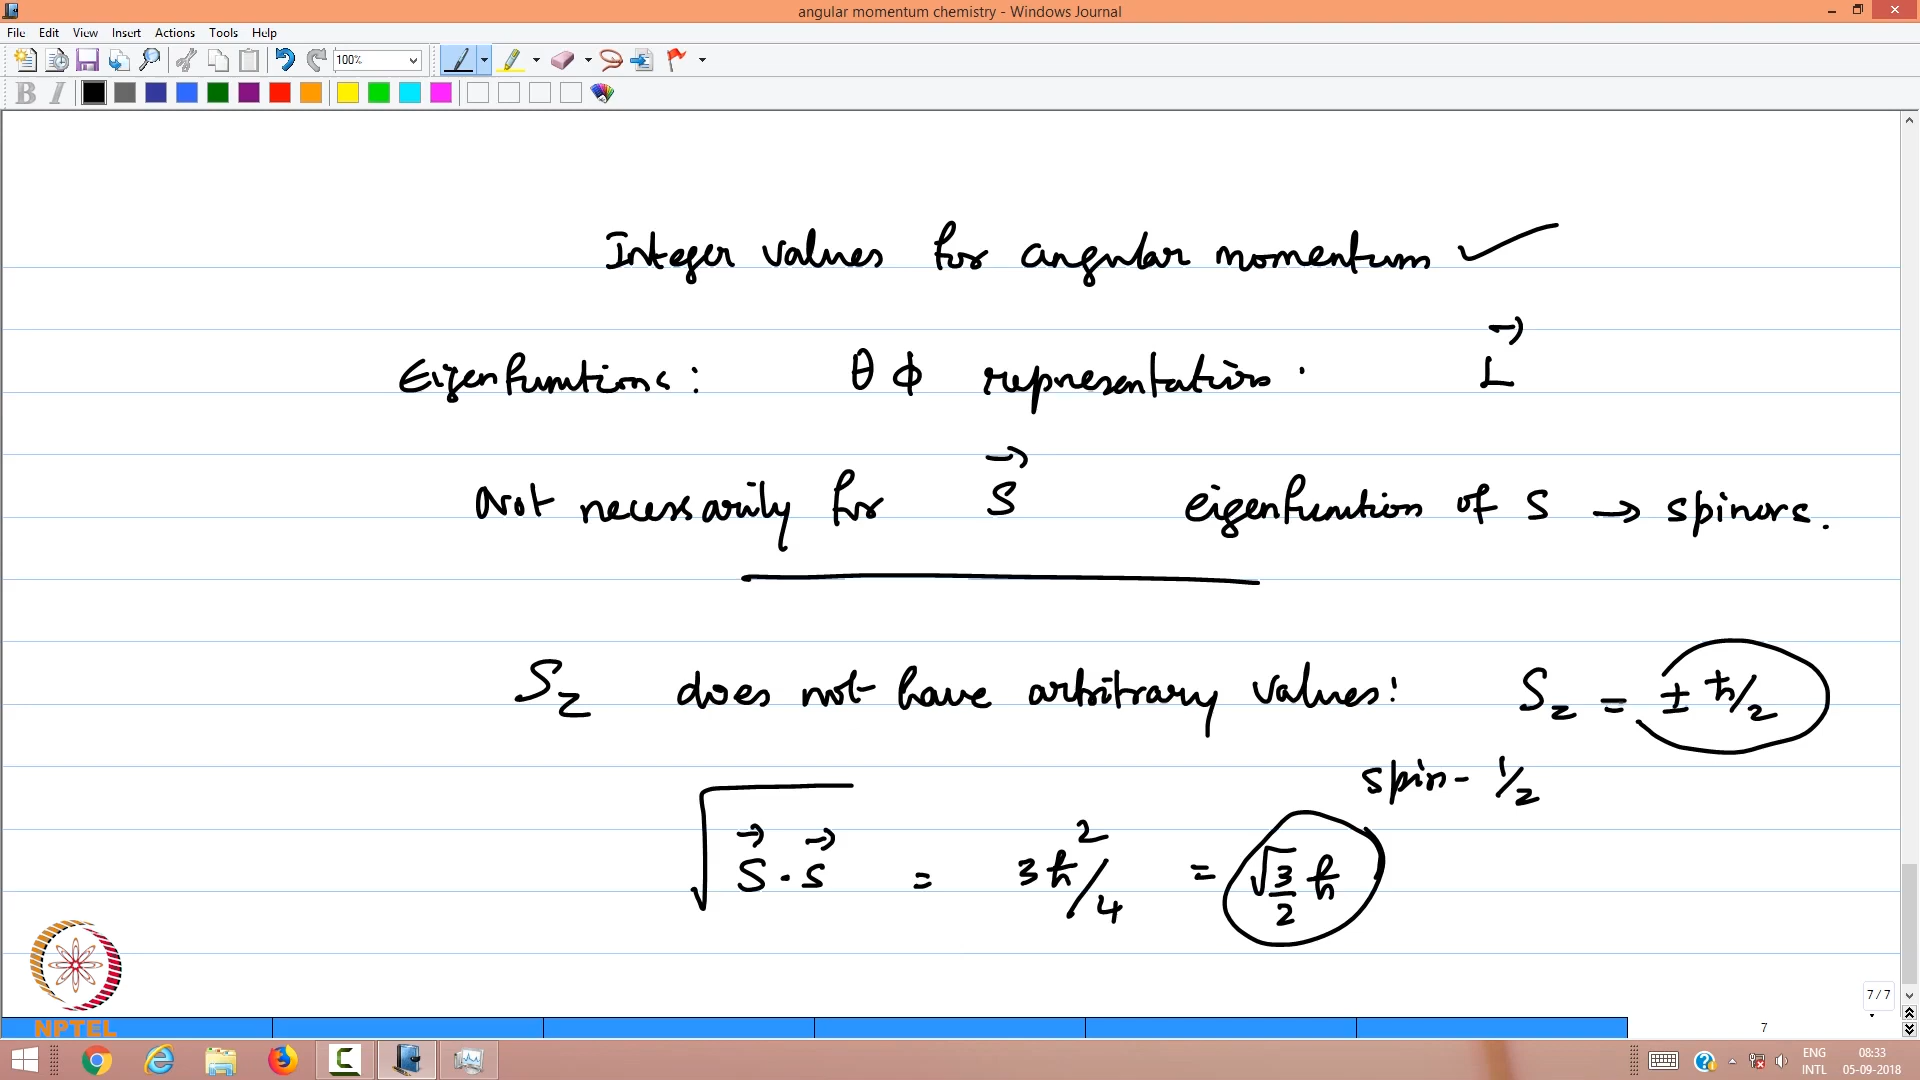 angular momentum chemistry - Windows Journal
File Edit View Insert Actions Tools Help
100%
B I
Integer values for angular momentum ✓
Eigenfunctions: θ ϕ representation. L⃗
Not necessarily for S⃗ eigenfunction of S → spinors.
S_z does not have arbitrary values: S_z = ± ħ/2
spin - 1/2
√(S⃗ · S⃗) = 3ħ²/4 = √3/2 ħ
7 / 7
NPTEL
7
ENG 08:33
INTL 05-09-2018